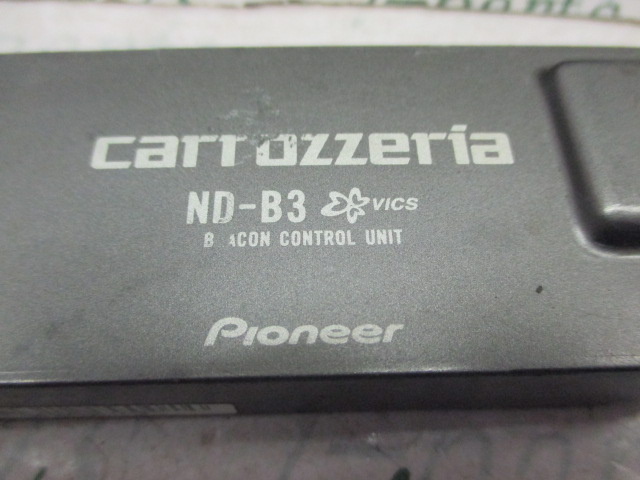 carrozzeria
ND-B3 VICS
B ACON CONTROL UNIT
Pioneer